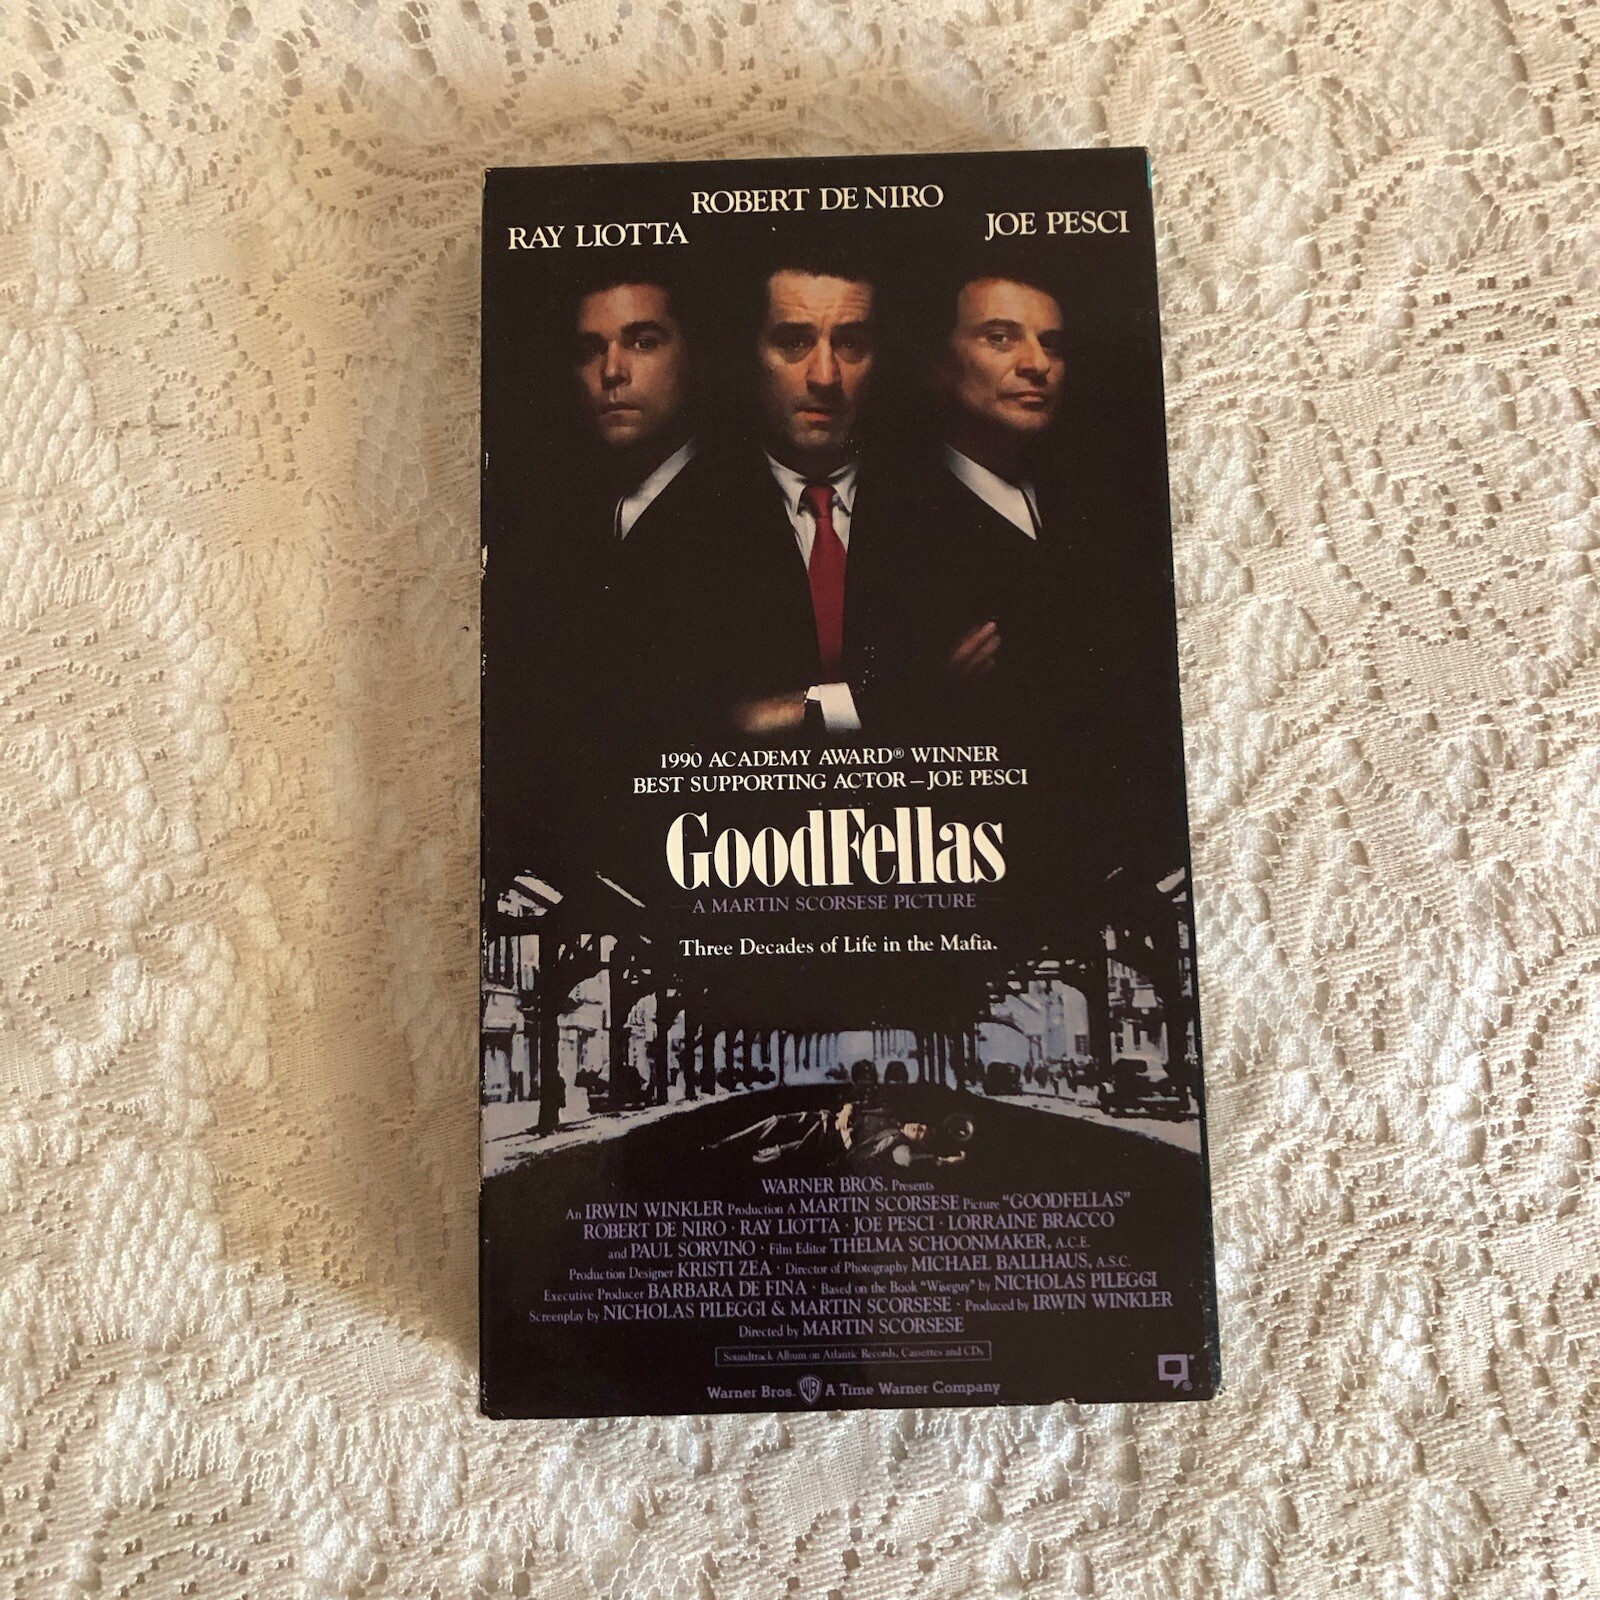 ROBERT DE NIRO
RAY LIOTTA
JOE PESCI
1990 ACADEMY AWARD® WINNER
BEST SUPPORTING ACTOR—JOE PESCI
GoodFellas
A MARTIN SCORSESE PICTURE
Three Decades of Life in the Mafia.
WARNER BROS. Presents
An IRWIN WINKLER Production A MARTIN SCORSESE Picture "GOODFELLAS"
ROBERT DE NIRO · RAY LIOTTA · JOE PESCI · LORRAINE BRACCO
and PAUL SORVINO · Film Editor THELMA SCHOONMAKER, A.C.E.
Production Designer KRISTI ZEA · Director of Photography MICHAEL BALLHAUS, A.S.C.
Executive Producer BARBARA DE FINA · Based on the Book "Wiseguy" by NICHOLAS PILEGGI
Screenplay by NICHOLAS PILEGGI & MARTIN SCORSESE · Produced by IRWIN WINKLER
Directed by MARTIN SCORSESE
Soundtrack Album on Atlantic Records, Cassettes and CDs
Warner Bros. WB A Time Warner Company